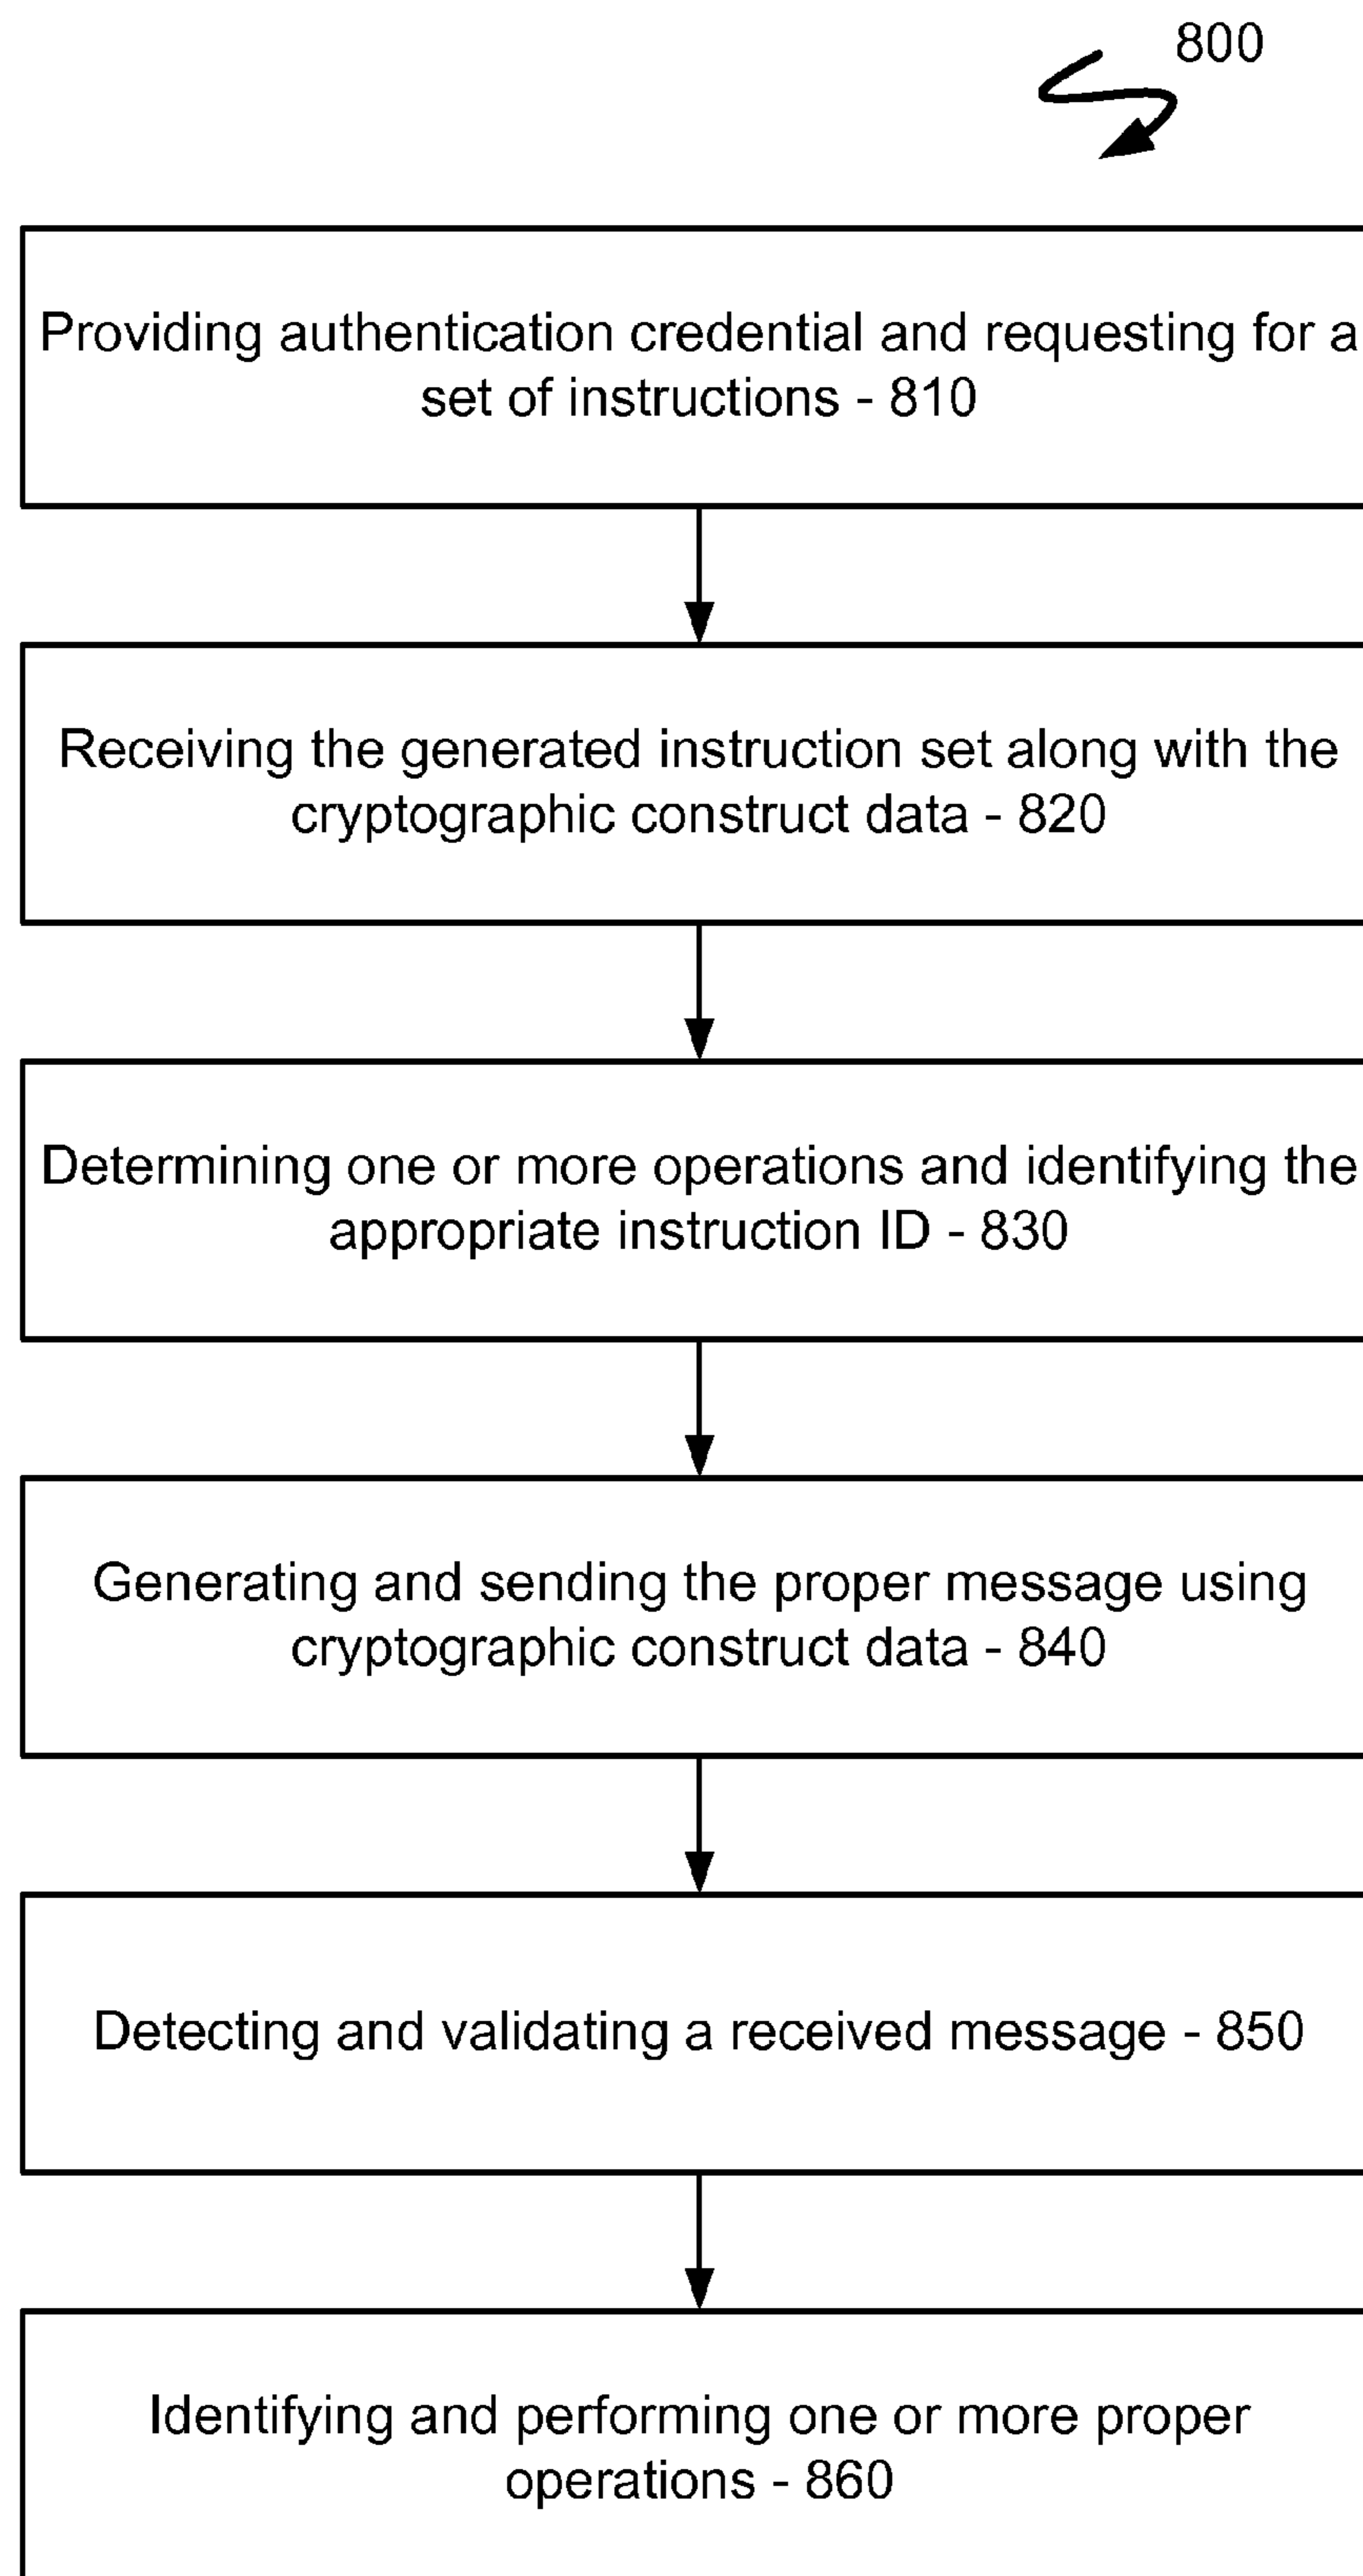 800
Providing authentication credential and requesting for a
set of instructions - 810
Receiving the generated instruction set along with the
cryptographic construct data - 820
Determining one or more operations and identifying the
appropriate instruction ID - 830
Generating and sending the proper message using
cryptographic construct data - 840
Detecting and validating a received message - 850
Identifying and performing one or more proper
operations - 860